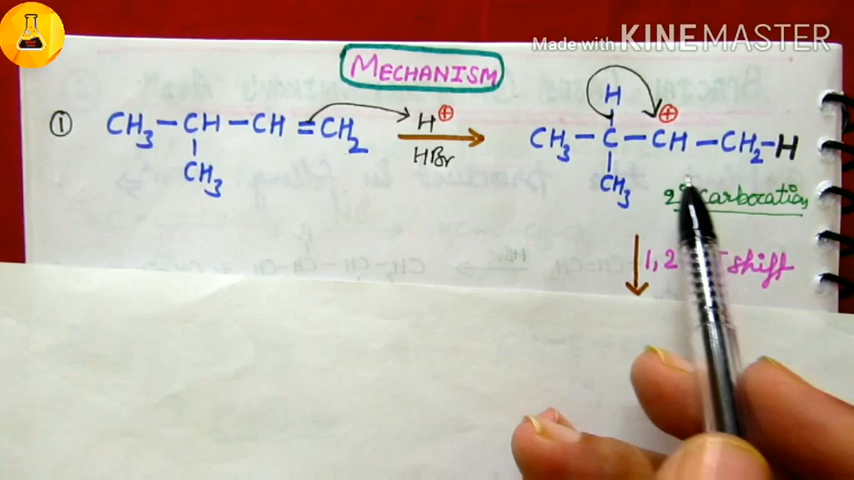 Made with KINEMASTER
MECHANISM
① CH3 — CH — CH = CH2
CH3
H⊕
HBr
H
⊕
CH3 — C — CH — CH2—H
CH3
2° carbocation
1, 2 shift